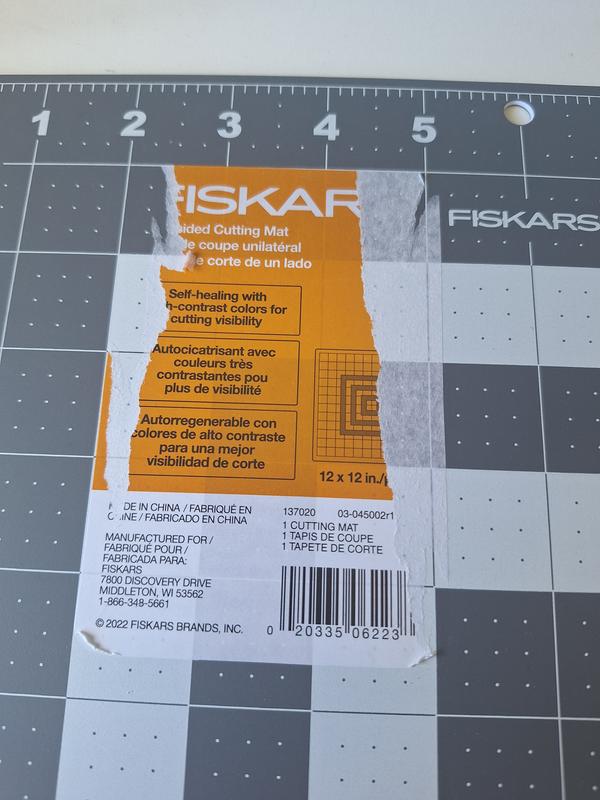 1 2 3 4 5
FISKAR
FISKARS
ided Cutting Mat
de coupe unilatéral
e corte de un lado
Self-healing with
h-contrast colors for
cutting visibility
Autocicatrisant avec
couleurs très
contrastantes pou
plus de visibilité
Autorregenerable con
colores de alto contraste
para una mejor
visibilidad de corte
12 x 12 in./
DE IN CHINA / FABRIQUÉ EN
INE / FABRICADO EN CHINA
MANUFACTURED FOR /
FABRIQUÉ POUR /
FABRICADA PARA:
FISKARS
7800 DISCOVERY DRIVE
MIDDLETON, WI 53562
1-866-348-5661
© 2022 FISKARS BRANDS, INC.
137020 03-045002r1
1 CUTTING MAT
1 TAPIS DE COUPE
1 TAPETE DE CORTE
0 20335 06223